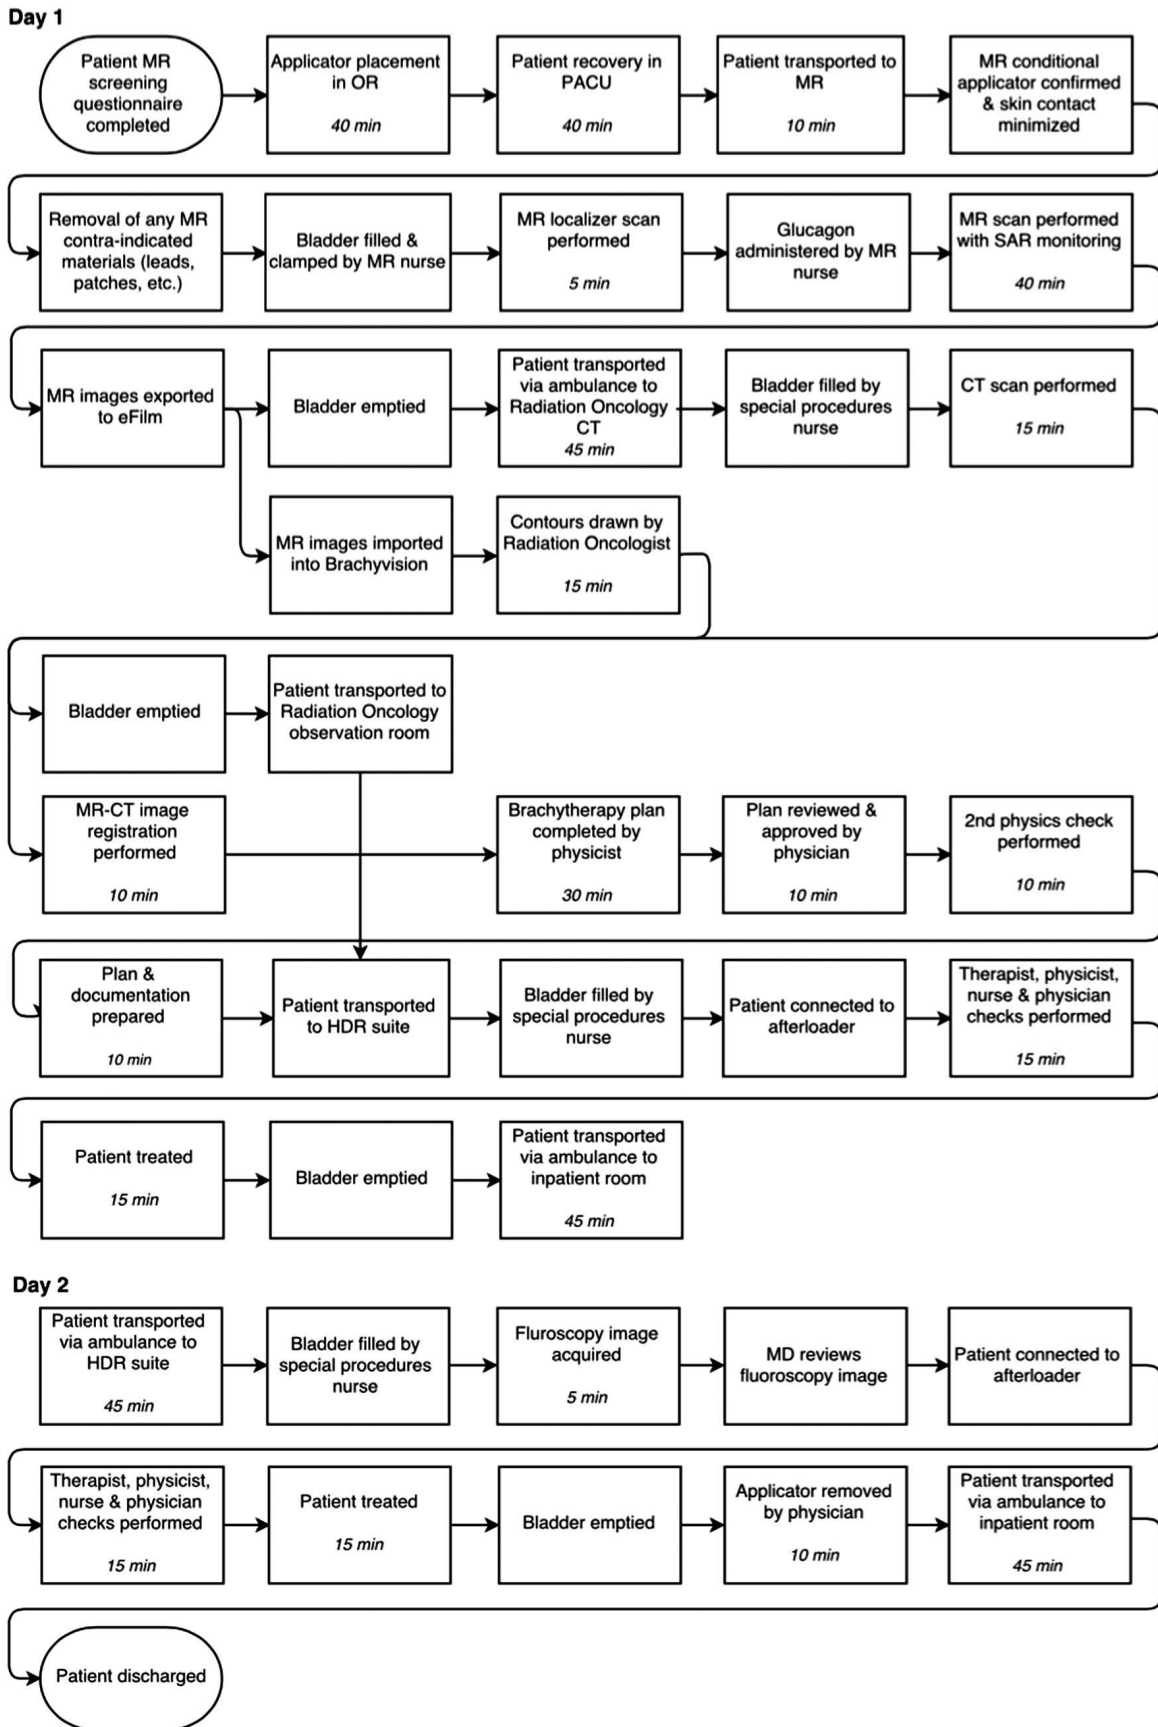 Day 1
Patient MR
screening
questionnaire
completed
Applicator placement
in OR
40 min
Patient recovery in
PACU
40 min
Patient transported to
MR
10 min
MR conditional
applicator confirmed
& skin contact
minimized
Removal of any MR
contra-indicated
materials (leads,
patches, etc.)
Bladder filled &
clamped by MR nurse
MR localizer scan
performed
5 min
Glucagon
administered by MR
nurse
MR scan performed
with SAR monitoring
40 min
MR images exported
to eFilm
Bladder emptied
Patient transported
via ambulance to
Radiation Oncology
CT
45 min
Bladder filled by
special procedures
nurse
CT scan performed
15 min
MR images imported
into Brachyvision
Contours drawn by
Radiation Oncologist
15 min
Bladder emptied
Patient transported to
Radiation Oncology
observation room
MR-CT image
registration
performed
10 min
Brachytherapy plan
completed by
physicist
30 min
Plan reviewed &
approved by
physician
10 min
2nd physics check
performed
10 min
Plan &
documentation
prepared
10 min
Patient transported
to HDR suite
Bladder filled by
special procedures
nurse
Patient connected to
afterloader
Therapist, physicist,
nurse & physician
checks performed
15 min
Patient treated
15 min
Bladder emptied
Patient transported
via ambulance to
inpatient room
45 min
Day 2
Patient transported
via ambulance to
HDR suite
45 min
Bladder filled by
special procedures
nurse
Fluroscopy image
acquired
5 min
MD reviews
fluoroscopy image
Patient connected to
afterloader
Therapist, physicist,
nurse & physician
checks performed
15 min
Patient treated
15 min
Bladder emptied
Applicator removed
by physician
10 min
Patient transported
via ambulance to
inpatient room
45 min
Patient discharged